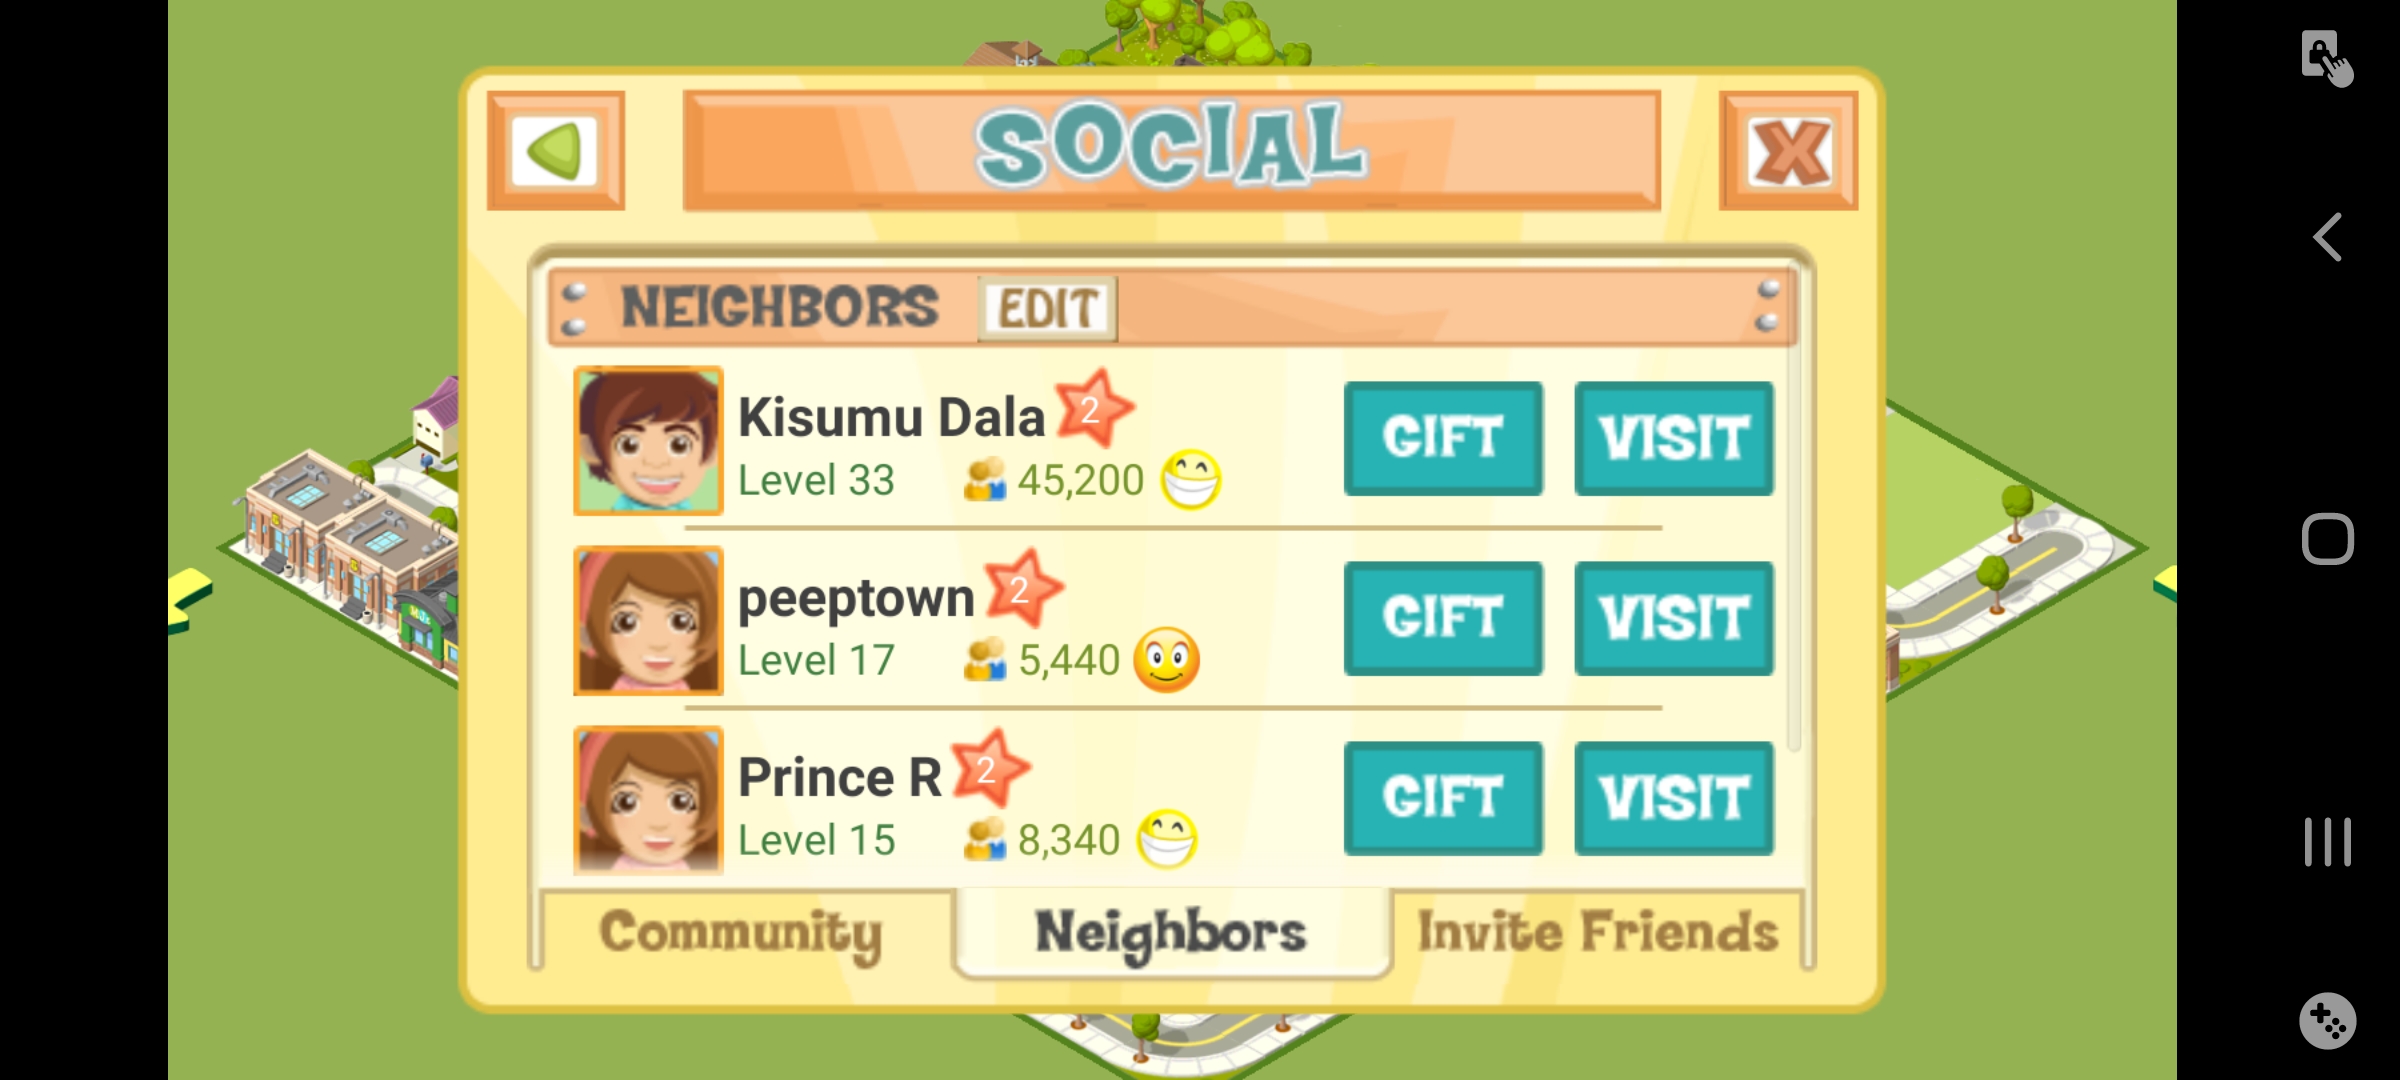 SOCIAL
X
NEIGHBORS EDIT
Kisumu Dala 2
Level 33 45,200
GIFT VISIT
peeptown 2
Level 17 5,440
GIFT VISIT
Prince R 2
Level 15 8,340
GIFT VISIT
Community Neighbors Invite Friends